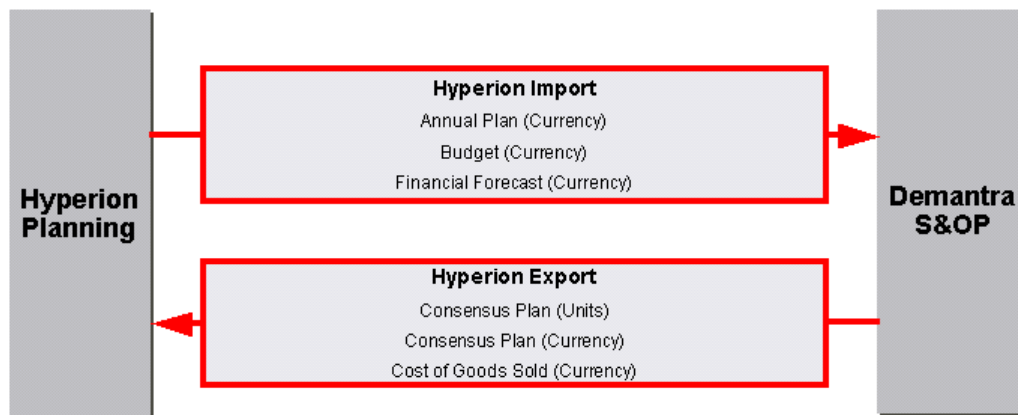 Hyperion
Planning
Hyperion Import
Annual Plan (Currency)
Budget (Currency)
Financial Forecast (Currency)
Hyperion Export
Consensus Plan (Units)
Consensus Plan (Currency)
Cost of Goods Sold (Currency)
Demantra
S&OP